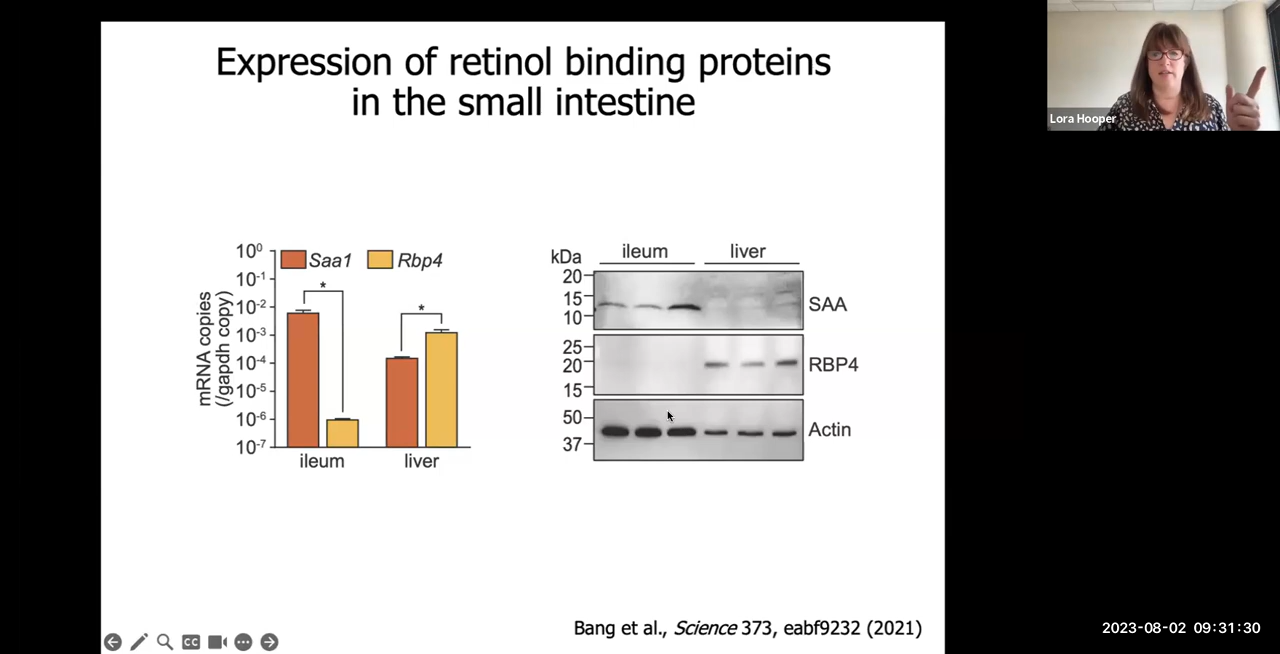 Expression of retinol binding proteins
in the small intestine
Lora Hooper
mRNA copies
(/gapdh copy)
10⁰
10⁻¹
10⁻²
10⁻³
10⁻⁴
10⁻⁵
10⁻⁶
10⁻⁷
Saa1
Rbp4
*
*
ileum
liver
kDa
ileum
liver
20
15
10
SAA
25
20
15
RBP4
50
37
Actin
Bang et al., Science 373, eabf9232 (2021)
CC
2023-08-02 09:31:30